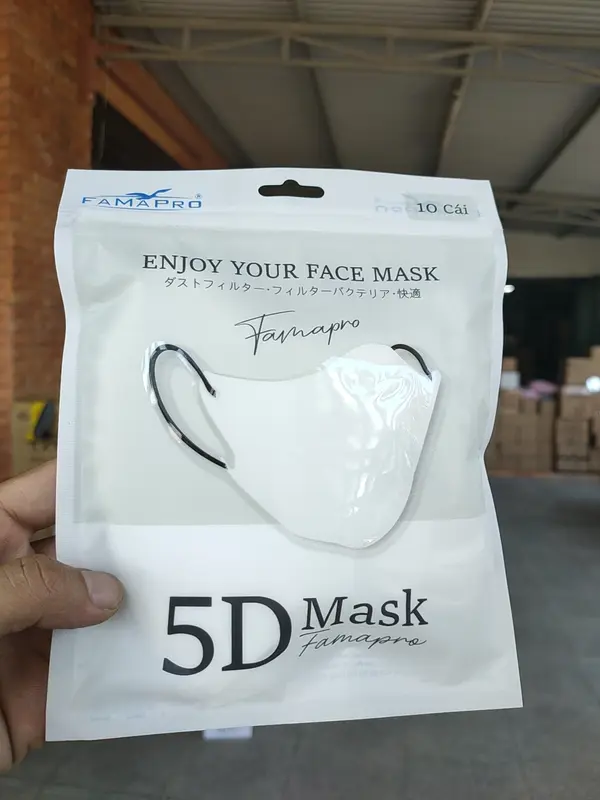 FAMAPRO®
10 Cái
ENJOY YOUR FACE MASK
ダストフィルター・フィルターバクテリア・快適
Famapro
5D Mask
Famapro